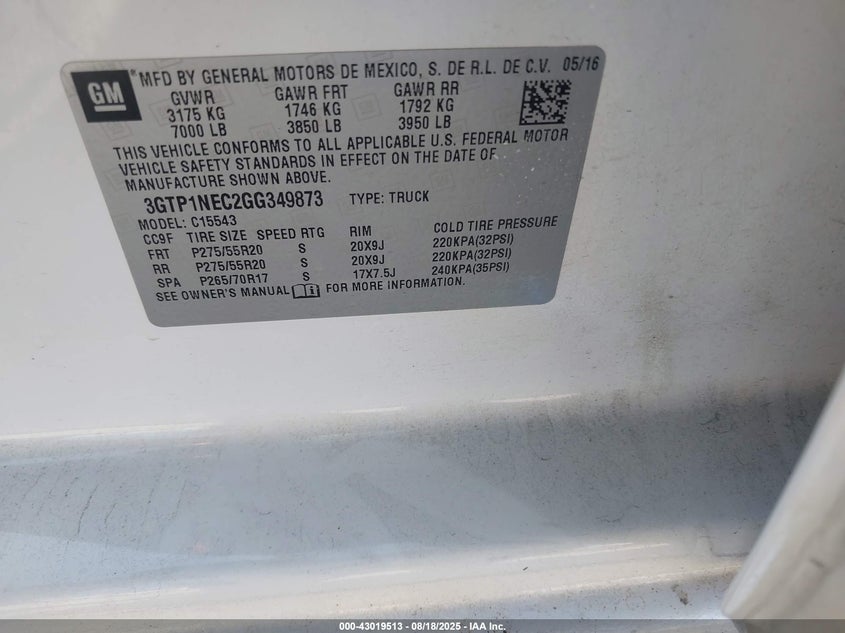 GM
® MFD BY GENERAL MOTORS DE MEXICO, S. DE R.L. DE C.V. 05/16
GVWR GAWR FRT GAWR RR
3175 KG 1746 KG 1792 KG
7000 LB 3850 LB 3950 LB
THIS VEHICLE CONFORMS TO ALL APPLICABLE U.S. FEDERAL MOTOR
VEHICLE SAFETY STANDARDS IN EFFECT ON THE DATE OF
MANUFACTURE SHOWN ABOVE.
3GTP1NEC2GG349873 TYPE: TRUCK
MODEL: C15543
CC9F TIRE SIZE SPEED RTG RIM COLD TIRE PRESSURE
FRT P275/55R20 S 20X9J 220KPA(32PSI)
RR P275/55R20 S 20X9J 220KPA(32PSI)
SPA P265/70R17 S 17X7.5J 240KPA(35PSI)
SEE OWNER'S MANUAL FOR MORE INFORMATION.
000-43019513 - 08/18/2025 - IAA Inc.